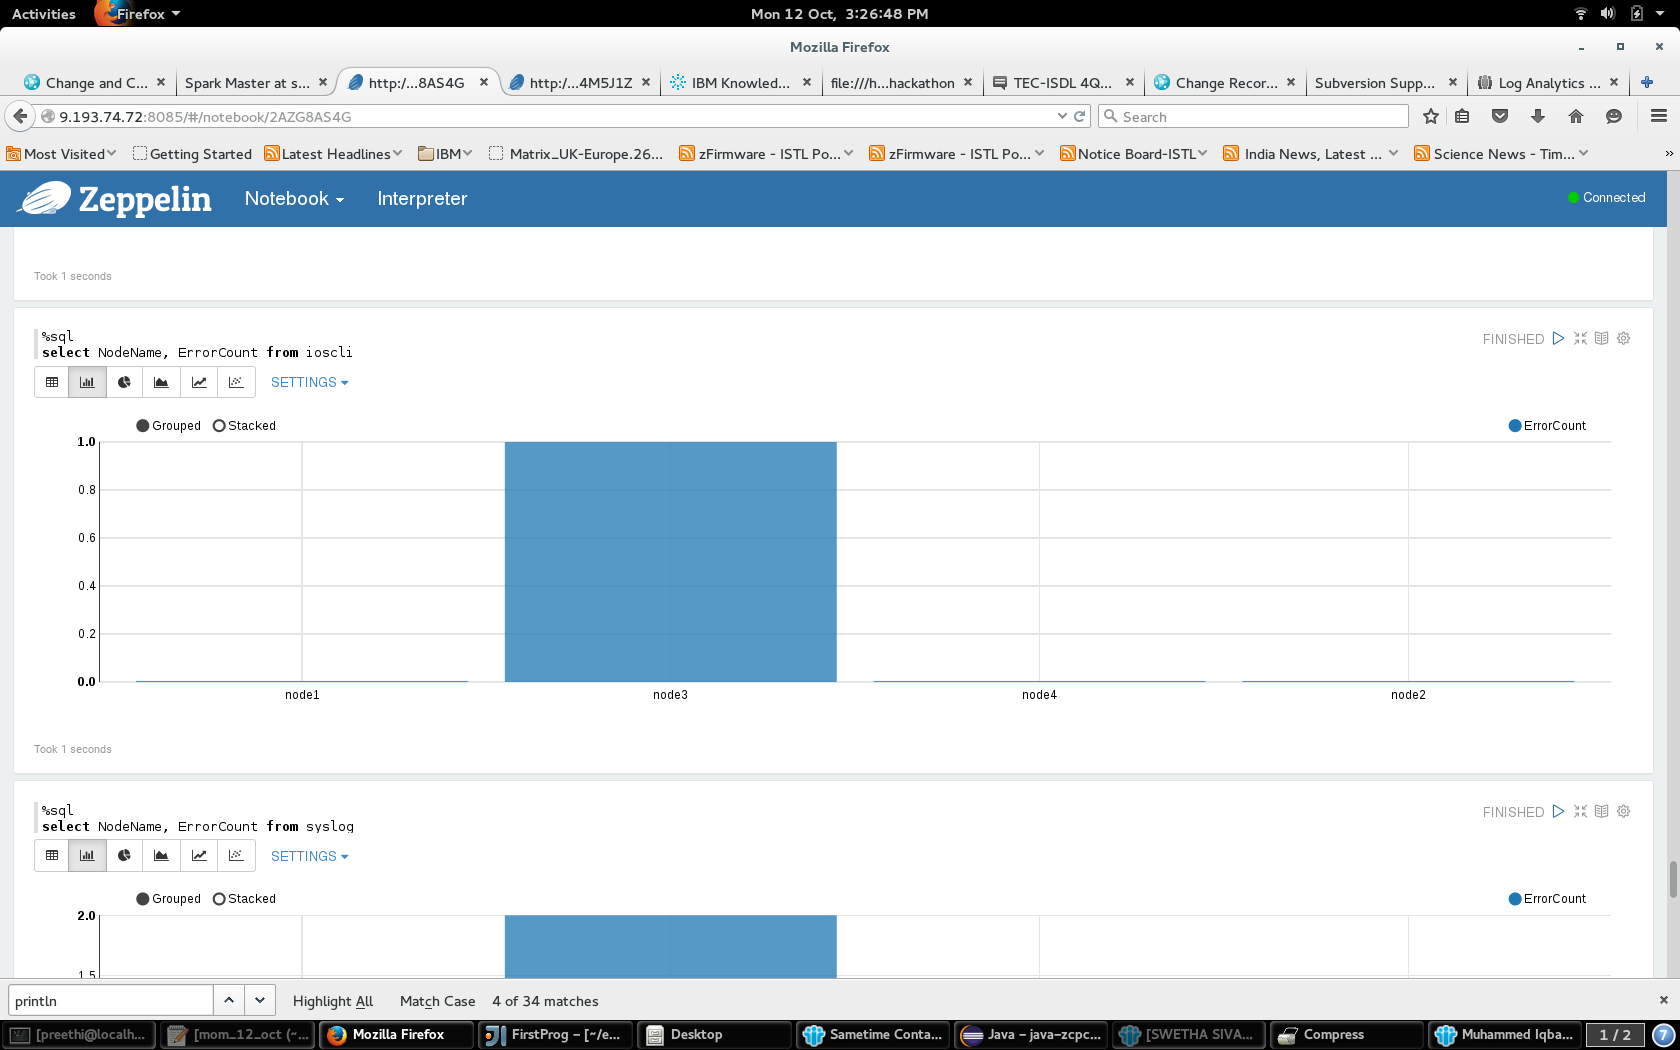 Activities Firefox Mon 12 Oct, 3:26:48 PM
Mozilla Firefox
Change and C... Spark Master at s... http:/...8AS4G http:/...4M5J1Z IBM Knowled... file:///h...hackathon TEC-ISDL 4Q... Change Recor... Subversion Supp... Log Analytics ...
9.193.74.72:8085/#/notebook/2AZG8AS4G Search
Most Visited Getting Started Latest Headlines IBM Matrix_UK-Europe.26... zFirmware - ISTL Po... zFirmware - ISTL Po... Notice Board-ISTL India News, Latest ... Science News - Tim... »
Zeppelin Notebook Interpreter Connected
Took 1 seconds
%sql
select NodeName, ErrorCount from ioscli
FINISHED
SETTINGS
Grouped Stacked ErrorCount
1.0
0.8
0.6
0.4
0.2
0.0
node1 node3 node4 node2
Took 1 seconds
%sql
select NodeName, ErrorCount from syslog
FINISHED
SETTINGS
Grouped Stacked ErrorCount
2.0
1.5
println Highlight All Match Case 4 of 34 matches
[preethi@localh... [mom_12_oct (~... Mozilla Firefox FirstProg – [~/e... Desktop Sametime Conta... Java – java–zcpc... [SWETHA SIVA... Compress Muhammed Iqba... 1 / 2 7